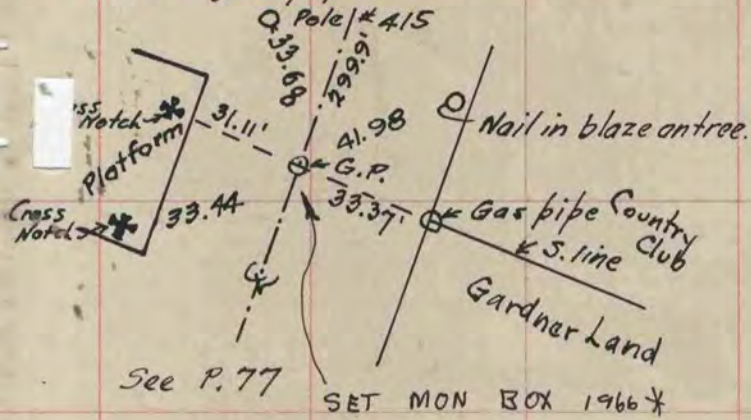 Pole # 415
33.68
299.9'
ss Notch
31.11'
41.98
Nail in blaze on tree.
Platform
G.P.
33.37'
Gas pipe Country Club
Cross Notch
33.44
S. line
Gardner Land
See P. 77
SET MON BOX 1966 *